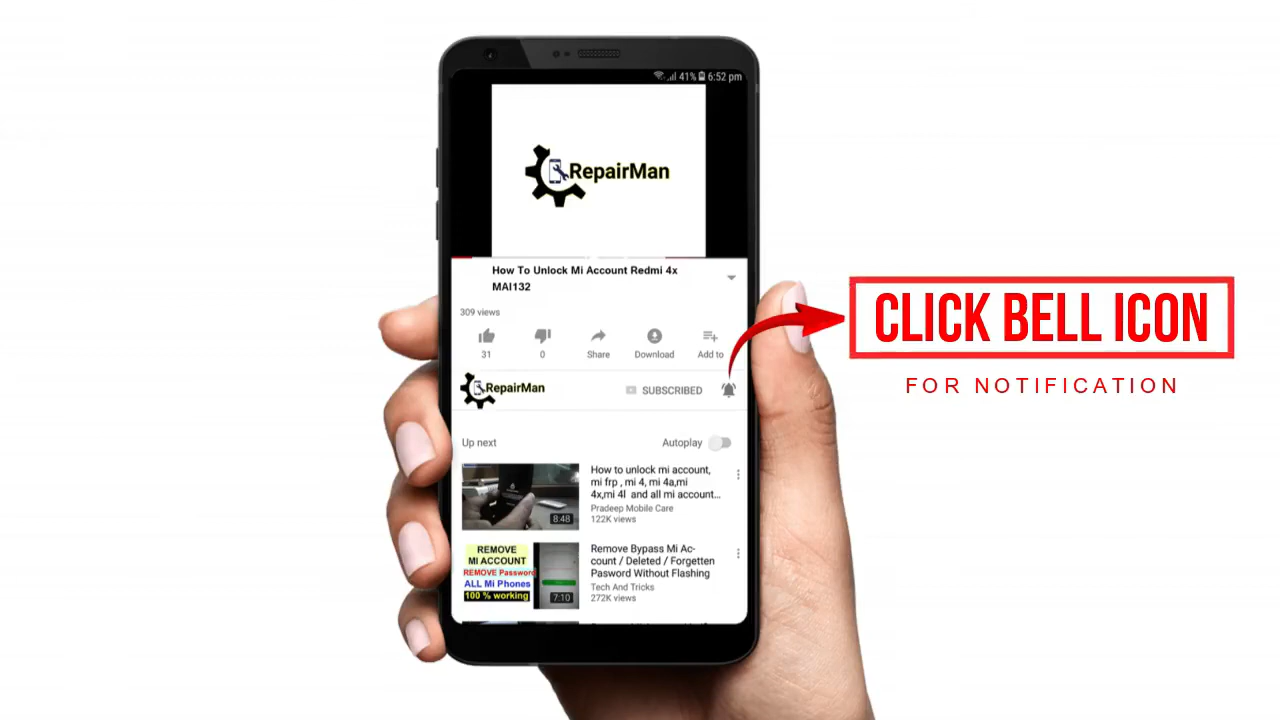 41% 6:52 pm
RepairMan
How To Unlock Mi Account Redmi 4x
MAI132
309 views
31
0
Share
Download
Add to
RepairMan
SUBSCRIBED
CLICK BELL ICON
FOR NOTIFICATION
Up next
Autoplay
How to unlock mi account,
mi frp , mi 4, mi 4a,mi
4x,mi 4l and all mi account...
Pradeep Mobile Care
122K views
8:48
REMOVE
MI ACCOUNT
REMOVE Password
ALL Mi Phones
100 % working
7:10
Remove Bypass Mi Ac-
count / Deleted / Forgetten
Pasword Without Flashing
Tech And Tricks
272K views